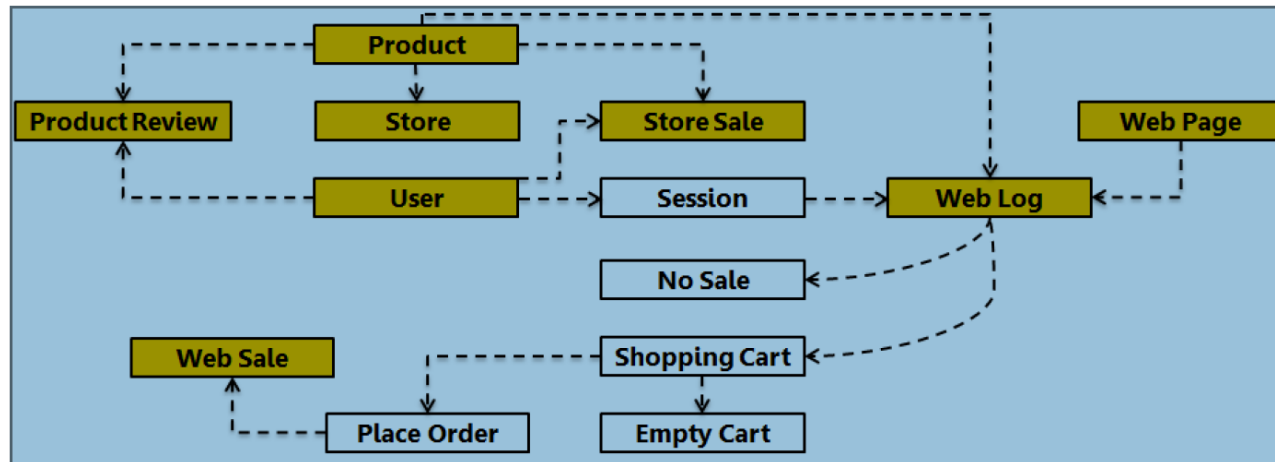 Product
Product Review
Store
Store Sale
Web Page
User
Session
Web Log
No Sale
Web Sale
Shopping Cart
Place Order
Empty Cart